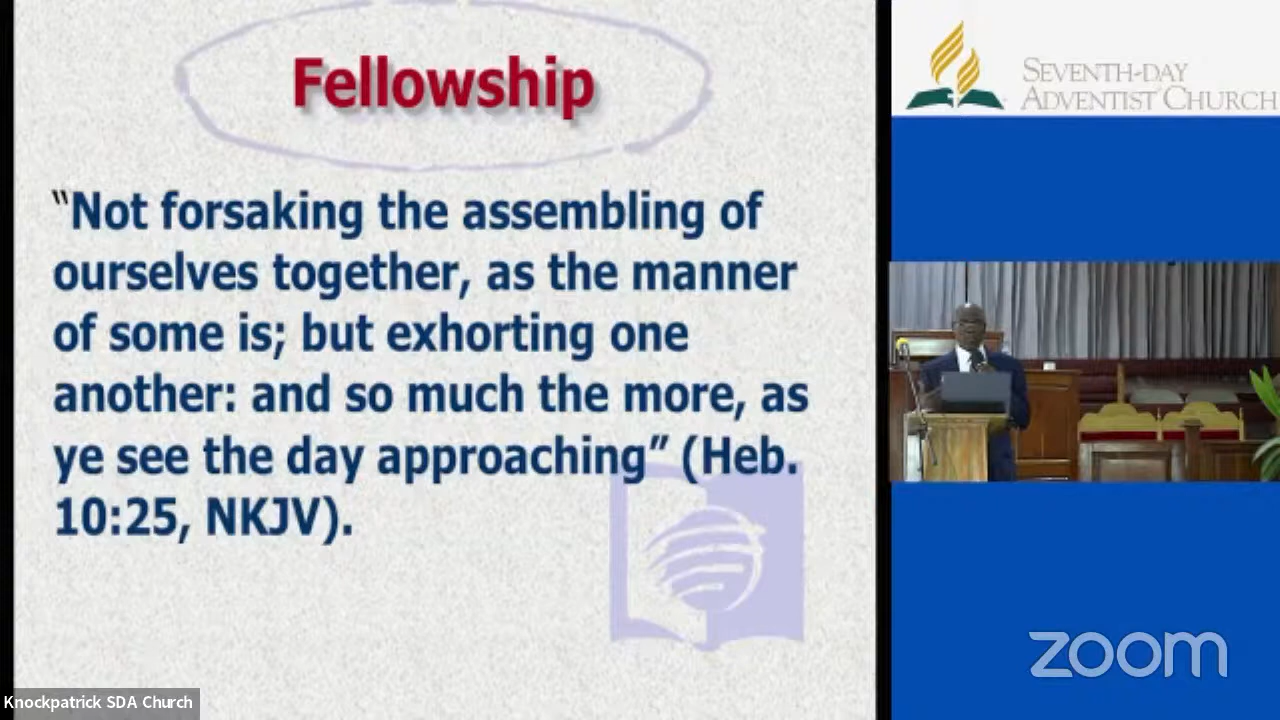 Fellowship
“Not forsaking the assembling of
ourselves together, as the manner
of some is; but exhorting one
another: and so much the more, as
ye see the day approaching” (Heb.
10:25, NKJV).
SEVENTH-DAY
ADVENTIST CHURCH
zoom
Knockpatrick SDA Church